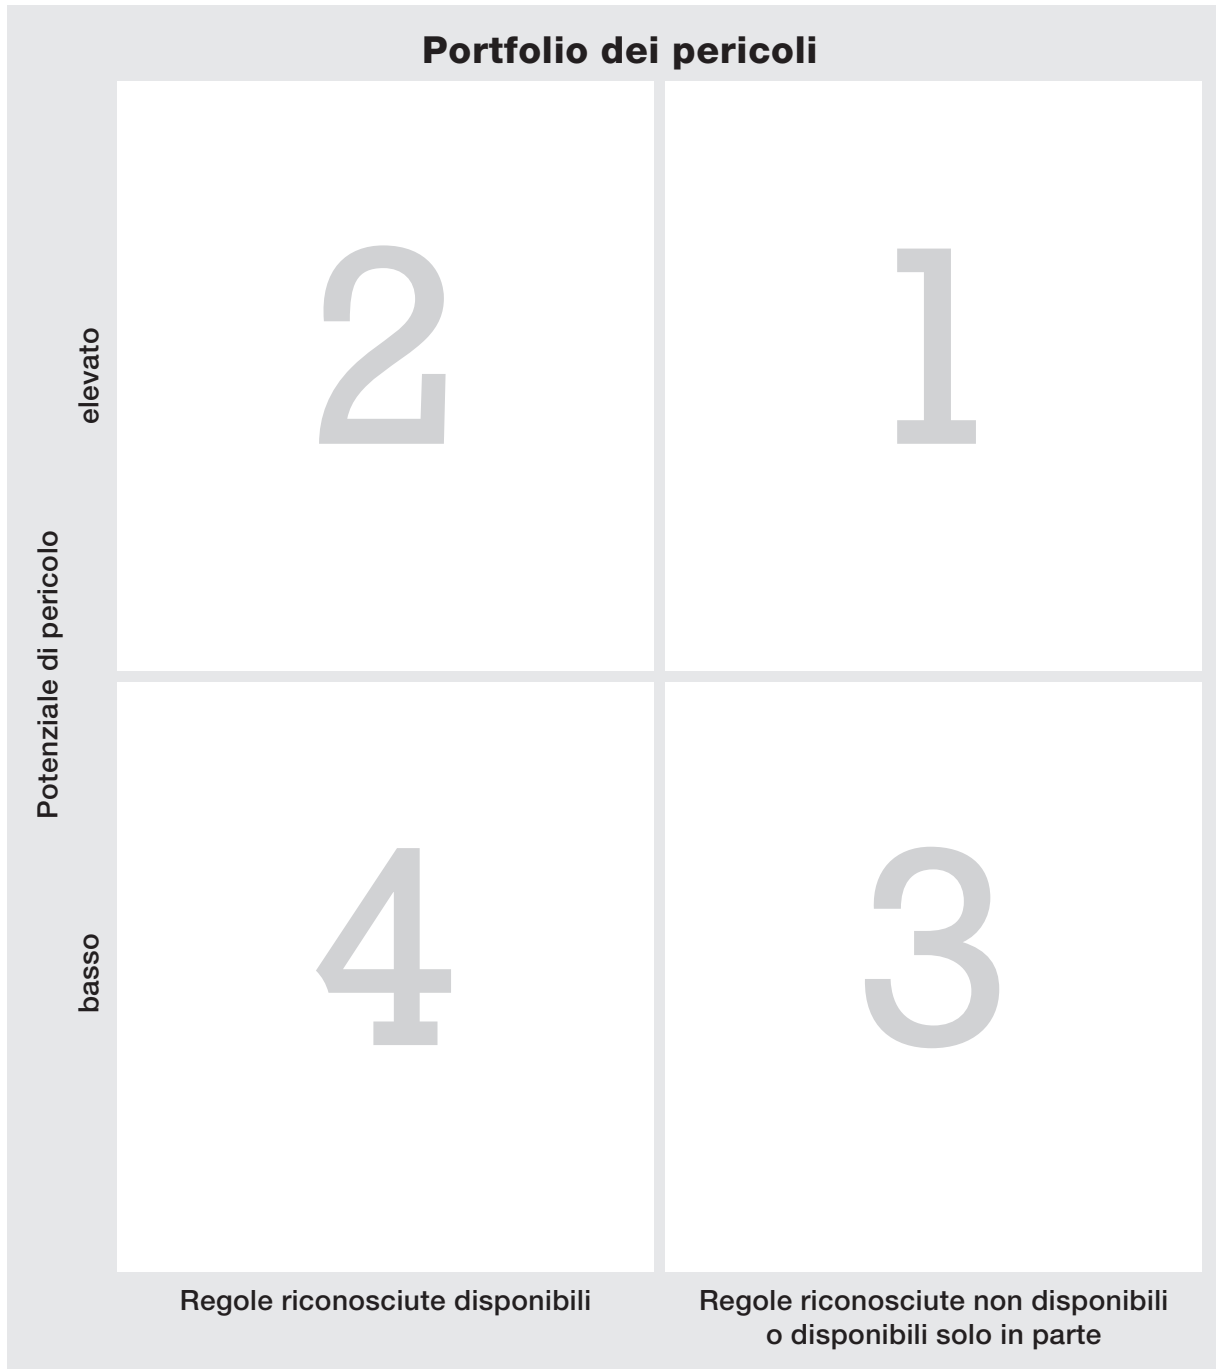 Portfolio dei pericoli
Potenziale di pericolo
elevato
2
1
basso
4
3
Regole riconosciute disponibili
Regole riconosciute non disponibili
o disponibili solo in parte